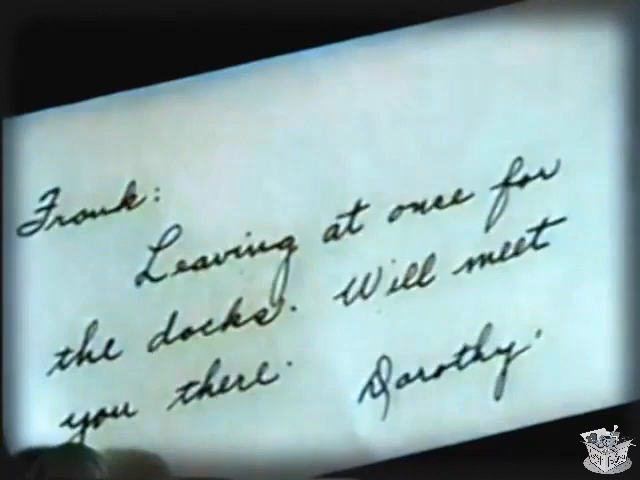 Frank:
Leaving at once for
the docks. Will meet
you there.
Dorothy.